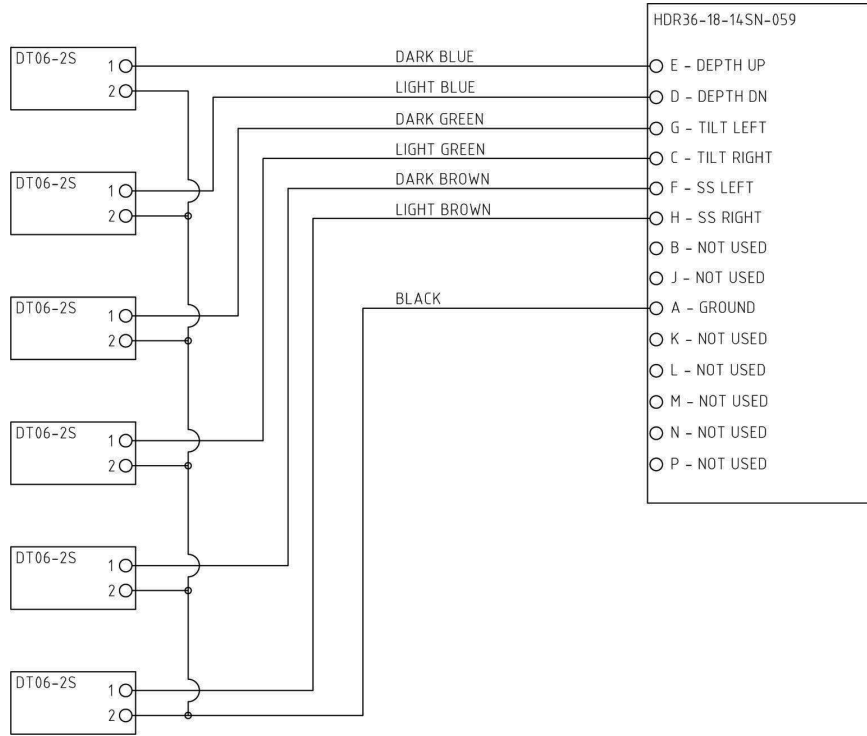 HDR36-18-14SN-059
DT06-2S
1
2
DARK BLUE
E - DEPTH UP
LIGHT BLUE
D - DEPTH DN
DARK GREEN
G - TILT LEFT
LIGHT GREEN
C - TILT RIGHT
DT06-2S
1
2
DARK BROWN
F - SS LEFT
LIGHT BROWN
H - SS RIGHT
B - NOT USED
J - NOT USED
DT06-2S
1
2
BLACK
A - GROUND
K - NOT USED
L - NOT USED
M - NOT USED
N - NOT USED
P - NOT USED
DT06-2S
1
2
DT06-2S
1
2
DT06-2S
1
2